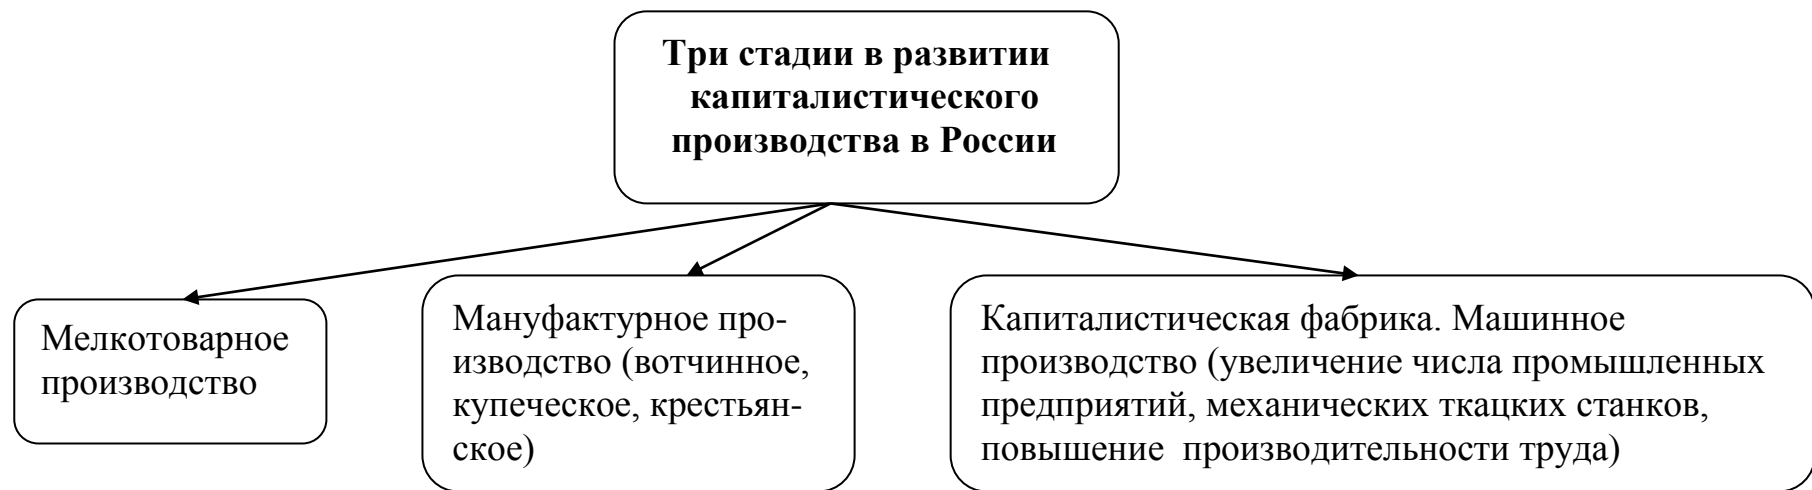 Три стадии в развитии
капиталистического
производства в России
Мелкотоварное
производство
Мануфактурное про-
изводство (вотчинное,
купеческое, крестьян-
ское)
Капиталистическая фабрика. Машинное
производство (увеличение числа промышленных
предприятий, механических ткацких станков,
повышение производительности труда)